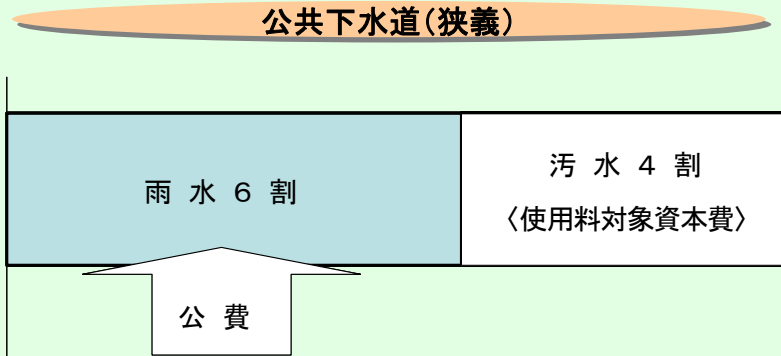 公共下水道(狭義)
雨 水 6 割
汚 水 4 割
〈使用料対象資本費〉
公 費